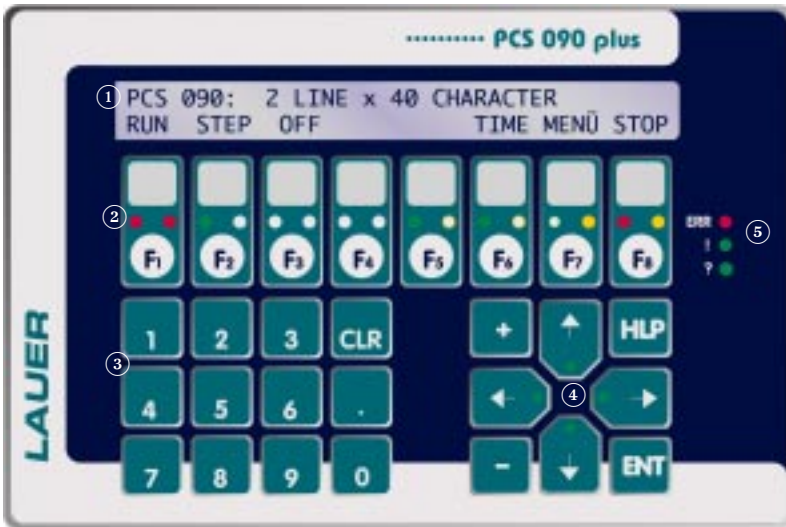 PCS 090 plus
① PCS 090: 2 LINE x 40 CHARACTER
RUN STEP OFF TIME MENÜ STOP
②
F1 F2 F3 F4 F5 F6 F7 F8
ERR
!
?
⑤
1 2 3 CLR + HLP
③
4 5 6 .
④
7 8 9 0 - ENT
LAUER